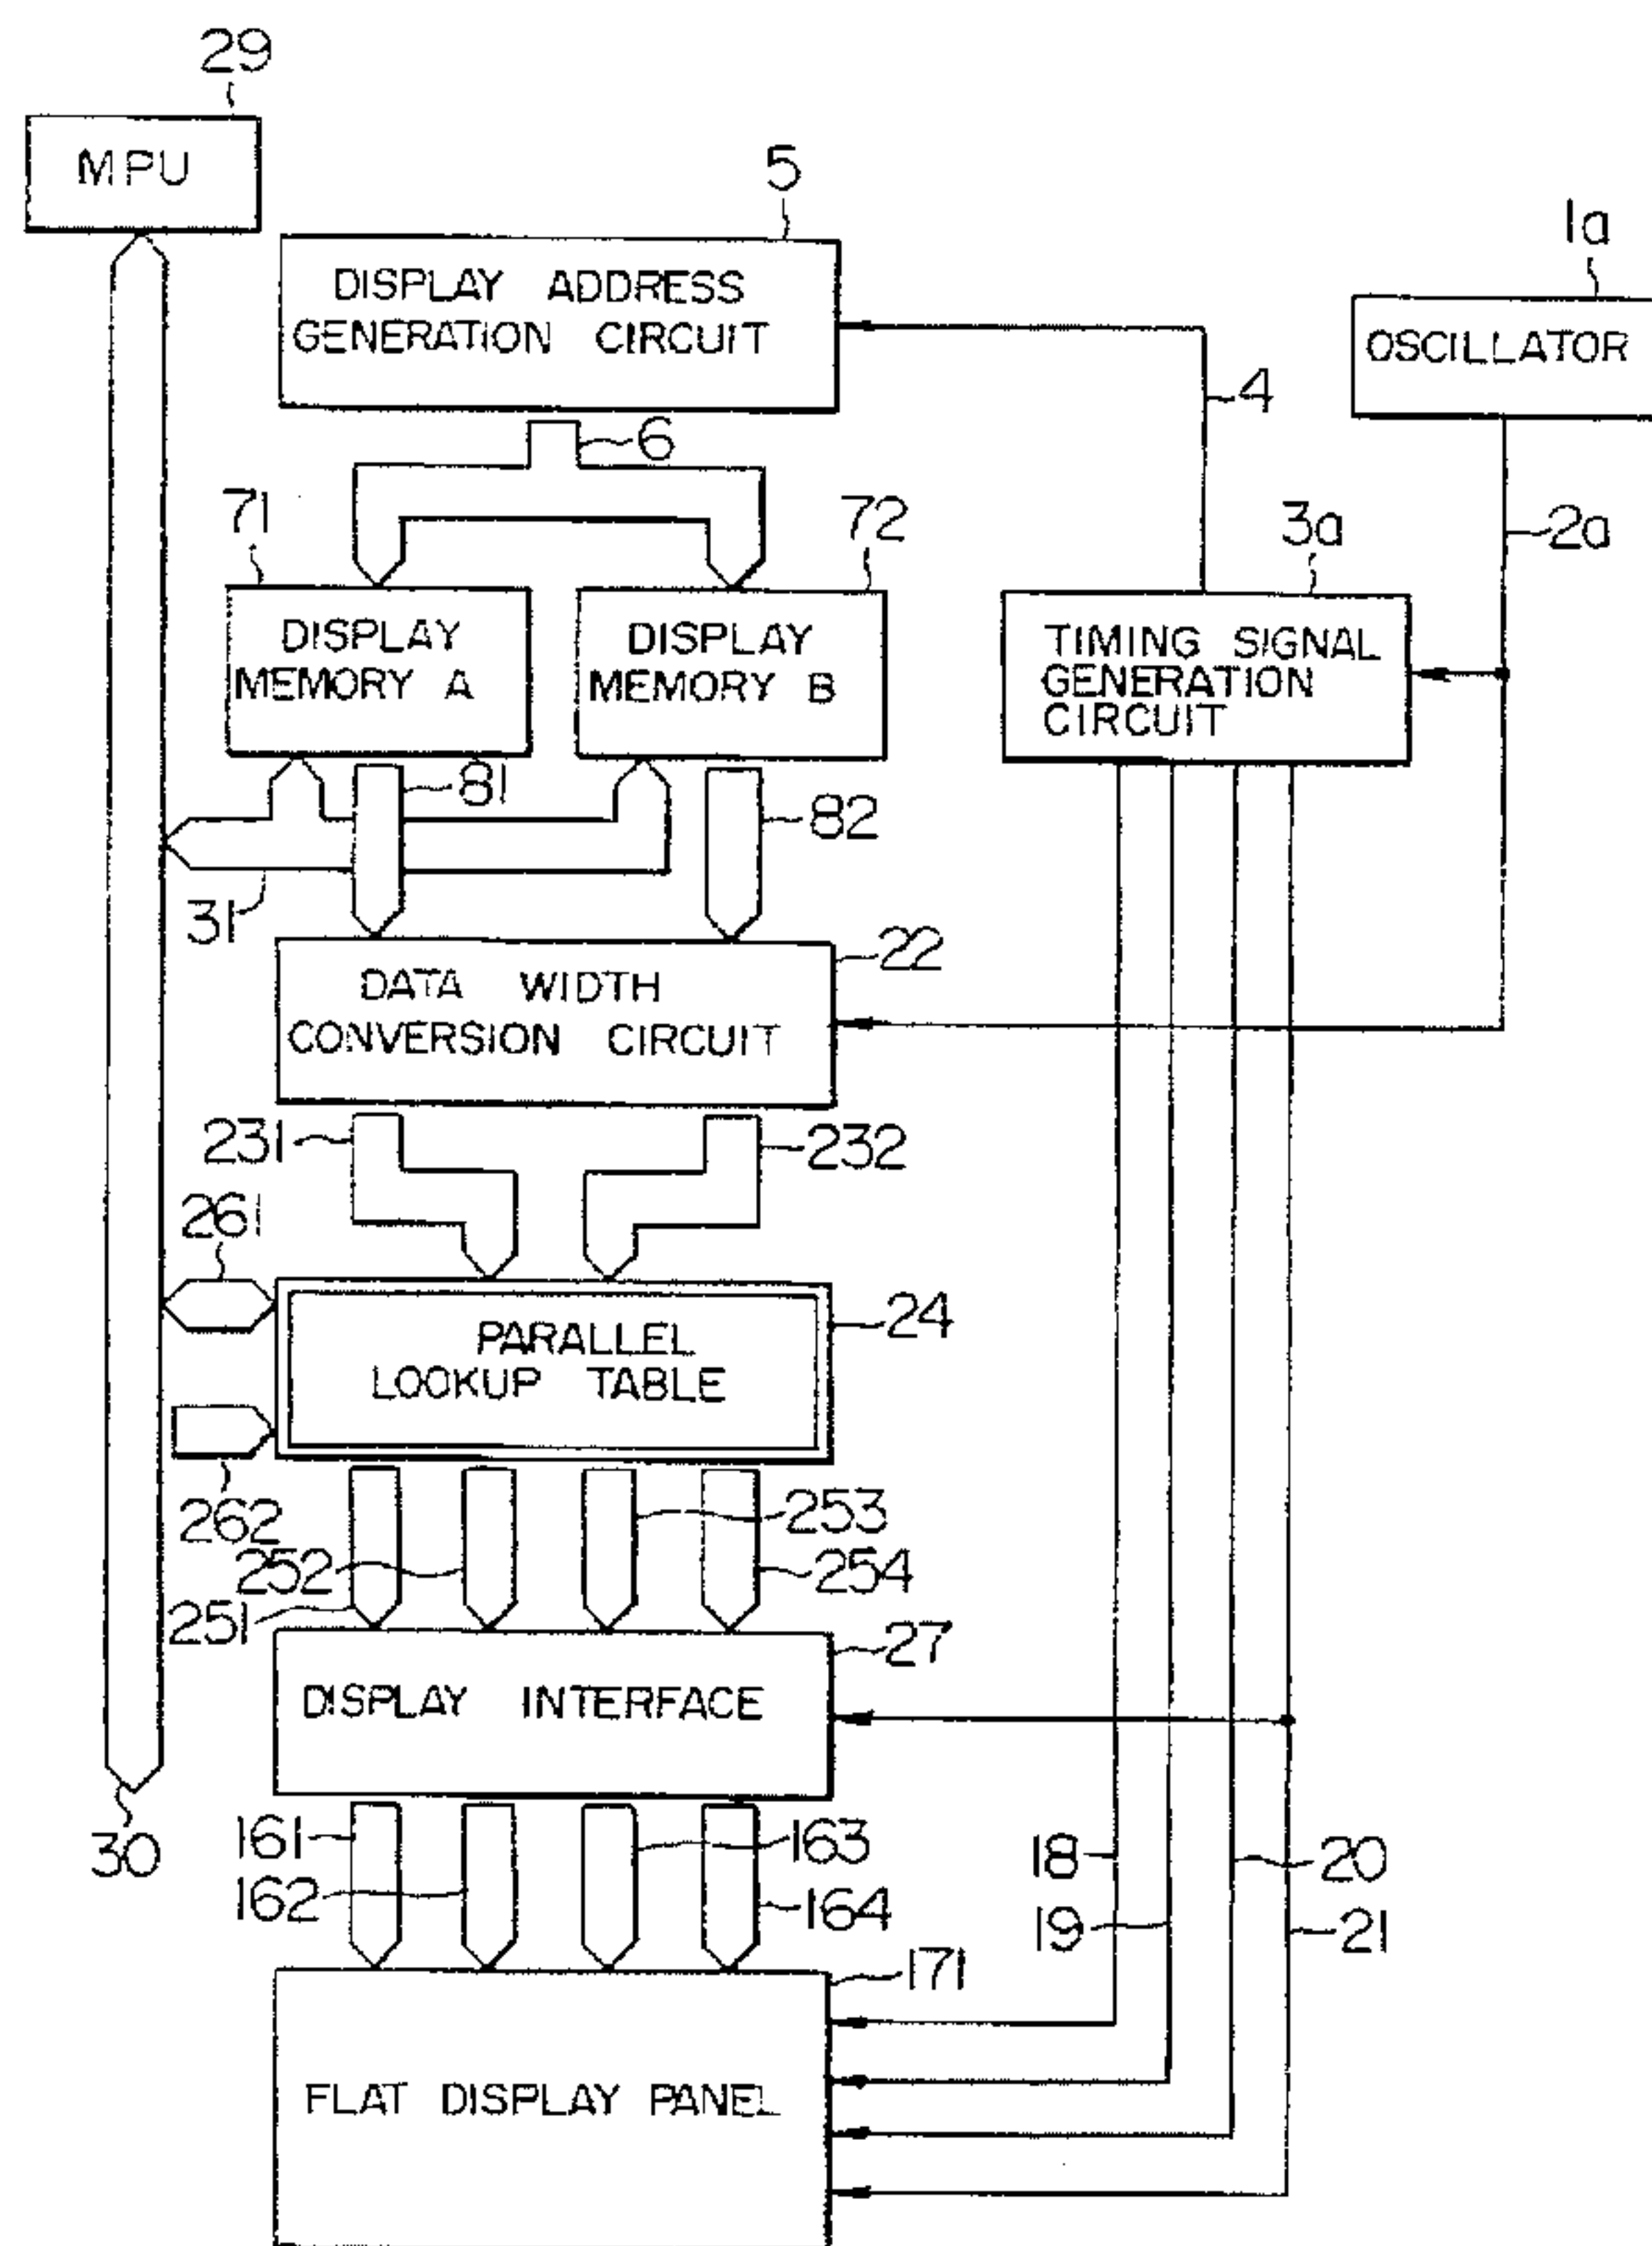 29
MPU
5
1a
DISPLAY ADDRESS
GENERATION CIRCUIT
OSCILLATOR
4
6
71
72
3a
2a
DISPLAY
MEMORY A
DISPLAY
MEMORY B
TIMING SIGNAL
GENERATION
CIRCUIT
81
82
31
22
DATA WIDTH
CONVERSION CIRCUIT
231
232
261
24
PARALLEL
LOOKUP TABLE
262
253
252
254
251
27
DISPLAY INTERFACE
30
161
163
18
20
162
164
19
21
171
FLAT DISPLAY PANEL